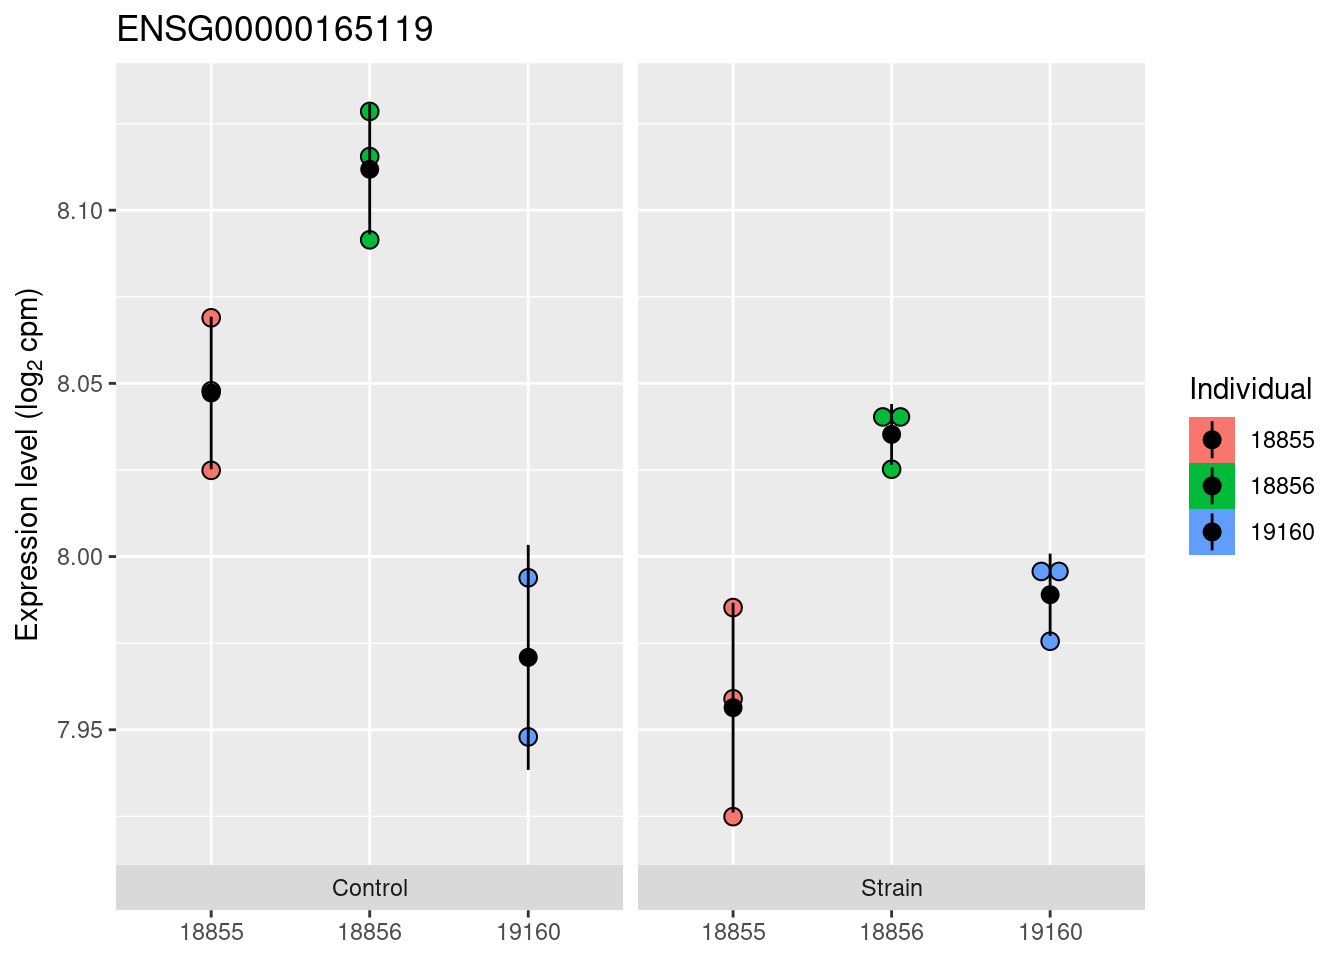 ENSG00000165119
Expression level (log₂ cpm)
8.10
8.05
8.00
7.95
Control
Strain
18855
18856
19160
18855
18856
19160
Individual
18855
18856
19160